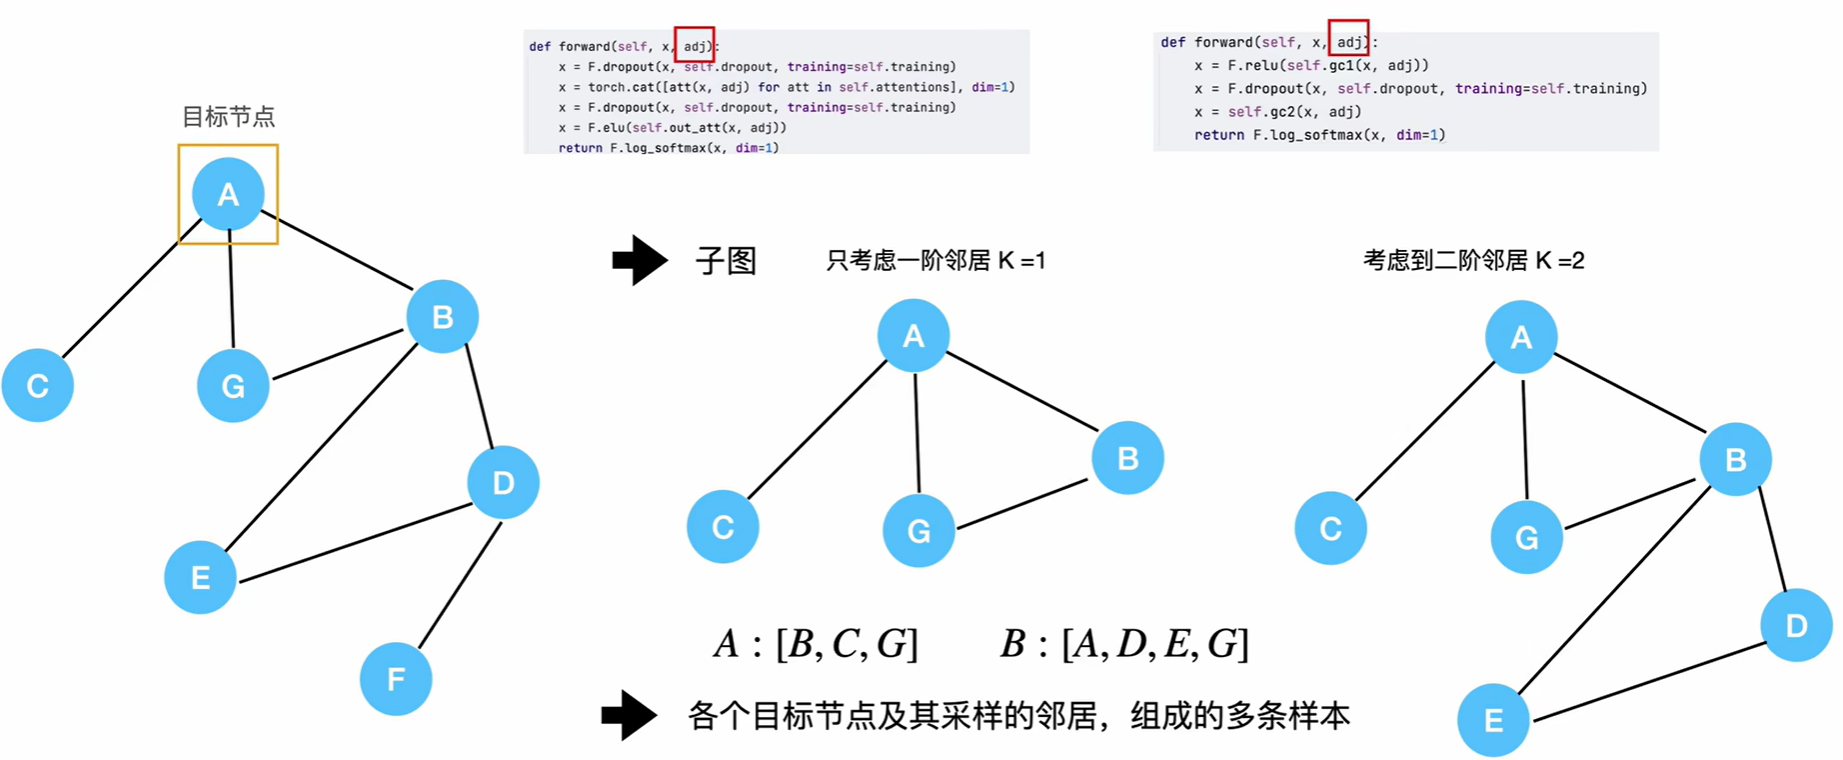 def forward(self, x, adj):
x = F.dropout(x, self.dropout, training=self.training)
x = torch.cat([att(x, adj) for att in self.attentions], dim=1)
x = F.dropout(x, self.dropout, training=self.training)
x = F.elu(self.out_att(x, adj))
return F.log_softmax(x, dim=1)
def forward(self, x, adj):
x = F.relu(self.gc1(x, adj))
x = F.dropout(x, self.dropout, training=self.training)
x = self.gc2(x, adj)
return F.log_softmax(x, dim=1)
目标节点
A
B
C
G
D
E
F
子图
只考虑一阶邻居 K =1
A
B
C
G
考虑到二阶邻居 K =2
A
B
C
G
D
E
A : [B, C, G]
B : [A, D, E, G]
各个目标节点及其采样的邻居，组成的多条样本